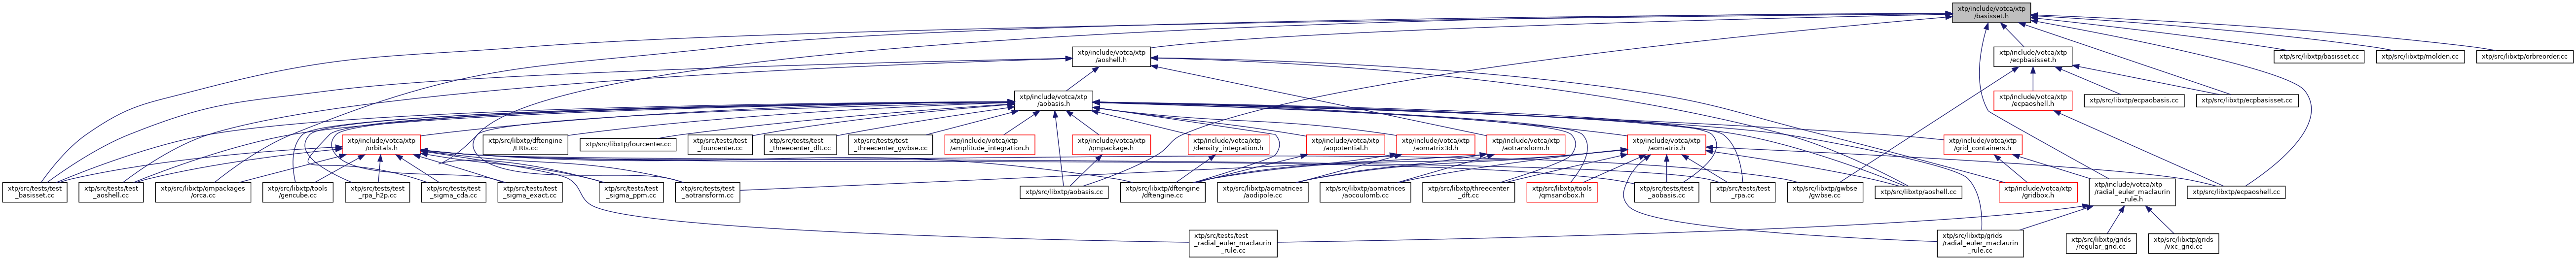 xtp/include/votca/xtp
/basisset.h
xtp/include/votca/xtp
/aoshell.h
xtp/include/votca/xtp
/ecpbasisset.h
xtp/src/libxtp/basisset.cc
xtp/src/libxtp/molden.cc
xtp/src/libxtp/orbreorder.cc
xtp/include/votca/xtp
/aobasis.h
xtp/include/votca/xtp
/ecpaoshell.h
xtp/src/libxtp/ecpaobasis.cc
xtp/src/libxtp/ecpbasisset.cc
xtp/include/votca/xtp
/orbitals.h
xtp/src/libxtp/dftengine
/ERIs.cc
xtp/src/libxtp/fourcenter.cc
xtp/src/tests/test
_fourcenter.cc
xtp/src/tests/test
_threecenter_dft.cc
xtp/src/tests/test
_threecenter_gwbse.cc
xtp/include/votca/xtp
/amplitude_integration.h
xtp/include/votca/xtp
/qmpackage.h
xtp/include/votca/xtp
/density_integration.h
xtp/include/votca/xtp
/aopotential.h
xtp/include/votca/xtp
/aomatrix3d.h
xtp/include/votca/xtp
/aotransform.h
xtp/include/votca/xtp
/aomatrix.h
xtp/include/votca/xtp
/grid_containers.h
xtp/src/tests/test
_basisset.cc
xtp/src/tests/test
_aoshell.cc
xtp/src/libxtp/qmpackages
/orca.cc
xtp/src/libxtp/tools
/gencube.cc
xtp/src/tests/test
_rpa_h2p.cc
xtp/src/tests/test
_sigma_cda.cc
xtp/src/tests/test
_sigma_exact.cc
xtp/src/tests/test
_sigma_ppm.cc
xtp/src/tests/test
_aotransform.cc
xtp/src/libxtp/aobasis.cc
xtp/src/libxtp/dftengine
/dftengine.cc
xtp/src/libxtp/aomatrices
/aodipole.cc
xtp/src/libxtp/aomatrices
/aocoulomb.cc
xtp/src/libxtp/threecenter
_dft.cc
xtp/src/libxtp/tools
/qmsandbox.h
xtp/src/tests/test
_aobasis.cc
xtp/src/tests/test
_rpa.cc
xtp/src/libxtp/gwbse
/gwbse.cc
xtp/src/libxtp/aoshell.cc
xtp/include/votca/xtp
/gridbox.h
xtp/include/votca/xtp
/radial_euler_maclaurin
_rule.h
xtp/src/libxtp/ecpaoshell.cc
xtp/src/tests/test
_radial_euler_maclaurin
_rule.cc
xtp/src/libxtp/grids
/radial_euler_maclaurin
_rule.cc
xtp/src/libxtp/grids
/regular_grid.cc
xtp/src/libxtp/grids
/vxc_grid.cc